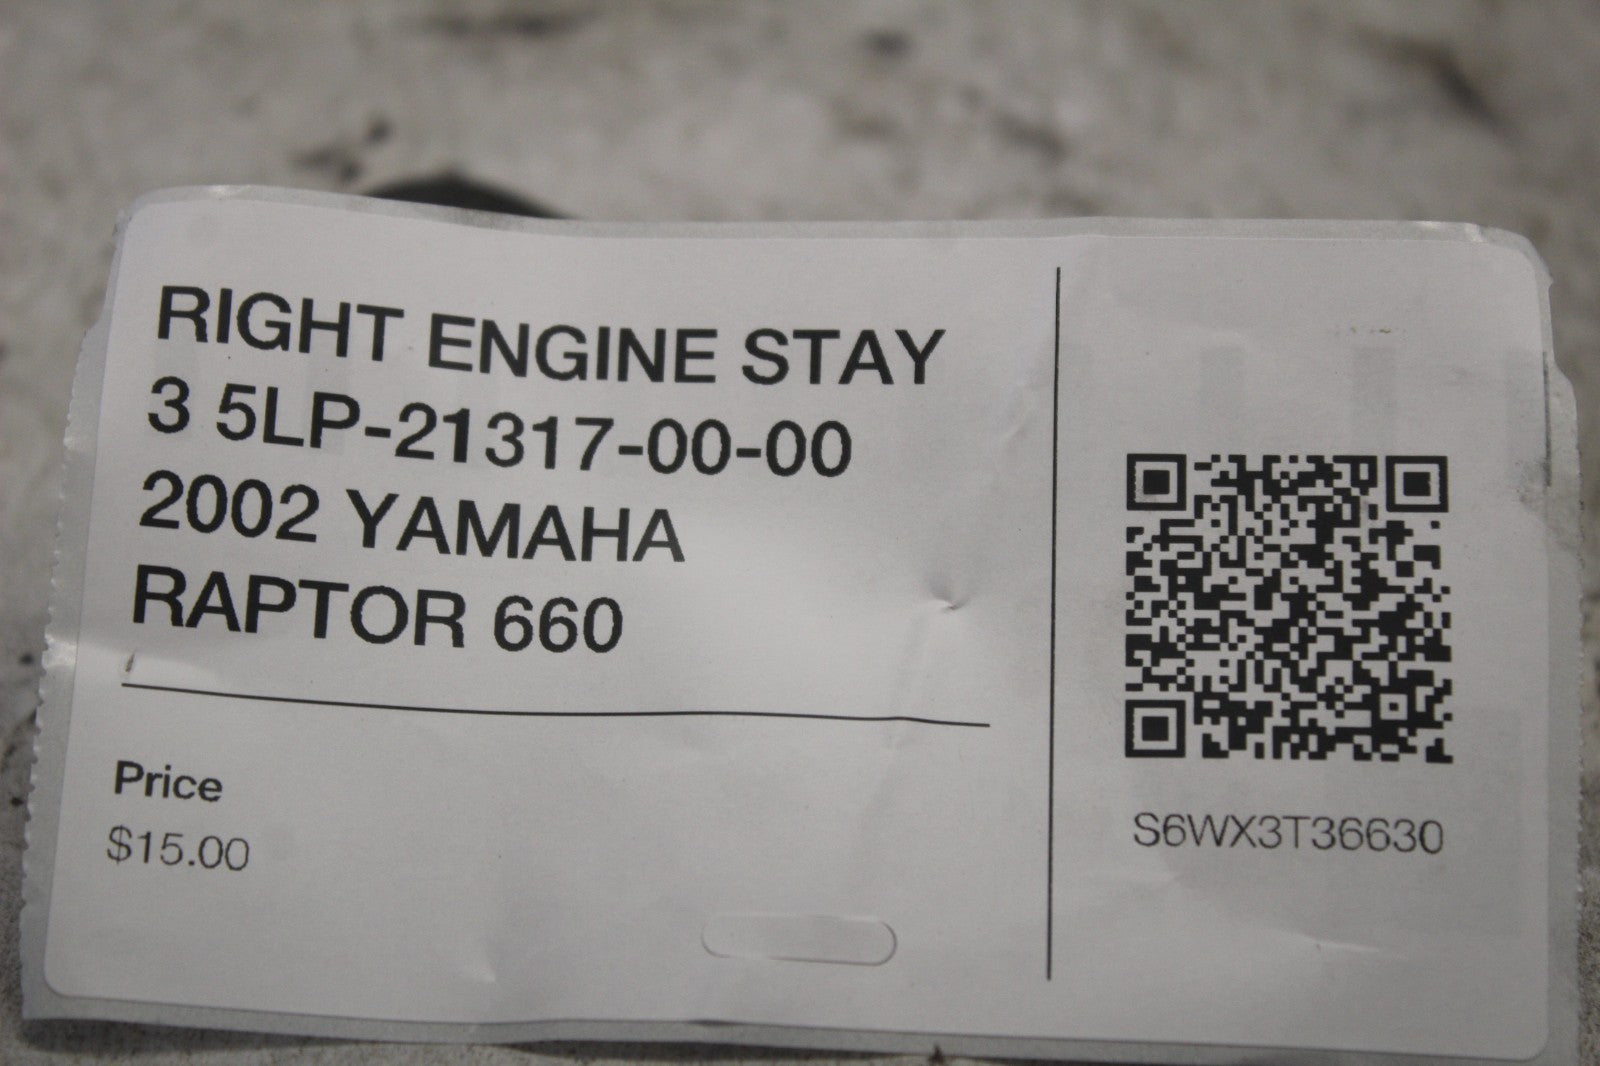 RIGHT ENGINE STAY
3 5LP-21317-00-00
2002 YAMAHA
RAPTOR 660
Price
$15.00
S6WX3T36630